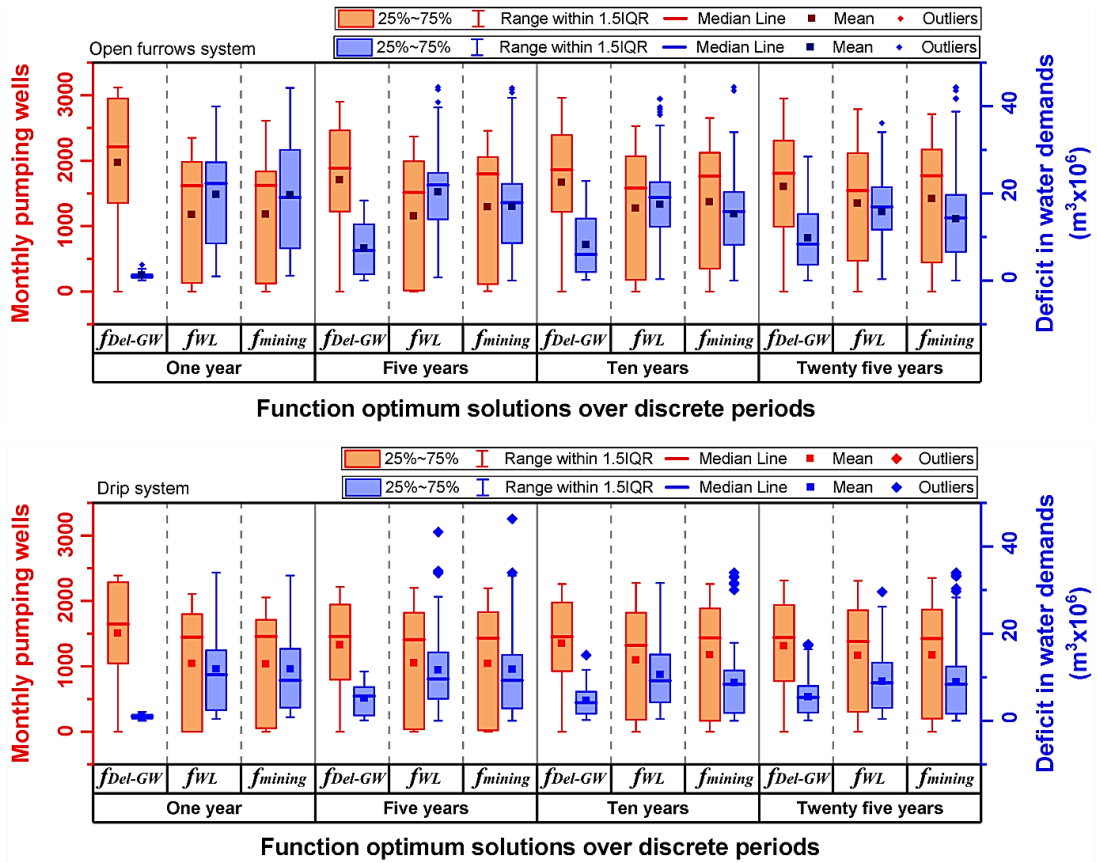 25%~75% Range within 1.5IQR Median Line Mean Outliers
25%~75% Range within 1.5IQR Median Line Mean Outliers
Open furrows system
Monthly pumping wells
3000
2000
1000
0
Deficit in water demands
(m³x10⁶)
40
20
0
fDel-GW fWL fmining fDel-GW fWL fmining fDel-GW fWL fmining fDel-GW fWL fmining
One year Five years Ten years Twenty five years
Function optimum solutions over discrete periods
25%~75% Range within 1.5IQR Median Line Mean Outliers
25%~75% Range within 1.5IQR Median Line Mean Outliers
Drip system
Monthly pumping wells
3000
2000
1000
0
Deficit in water demands
(m³x10⁶)
40
20
0
fDel-GW fWL fmining fDel-GW fWL fmining fDel-GW fWL fmining fDel-GW fWL fmining
One year Five years Ten years Twenty five years
Function optimum solutions over discrete periods